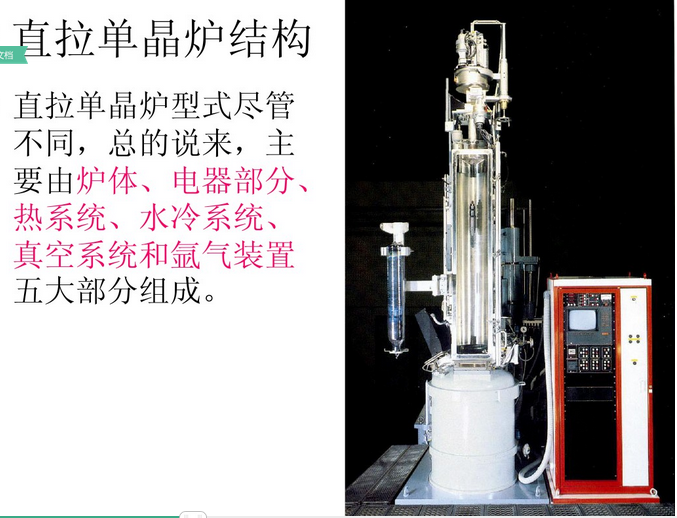 直拉单晶炉结构
文档
直拉单晶炉型式尽管
不同，总的说来，主
要由炉体、电器部分、
热系统、水冷系统、
真空系统和氩气装置
五大部分组成。